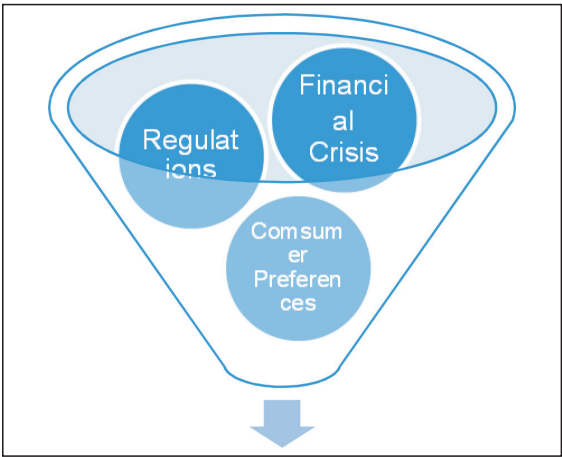 Regulat
ions
Financi
al
Crisis
Comsum
er
Preferen
ces